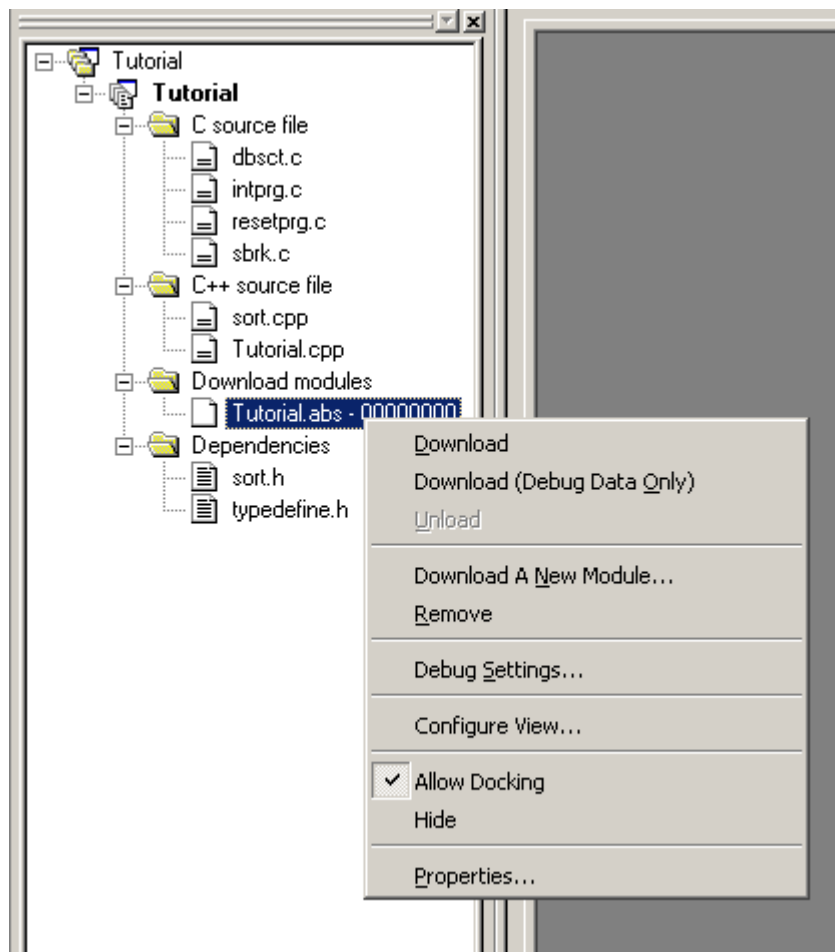 Tutorial
Tutorial
C source file
dbsct.c
intprg.c
resetprg.c
sbrk.c
C++ source file
sort.cpp
Tutorial.cpp
Download modules
Tutorial.abs - 00000000
Dependencies
sort.h
typedefine.h
Download
Download (Debug Data Only)
Unload
Download A New Module...
Remove
Debug Settings...
Configure View...
Allow Docking
Hide
Properties...